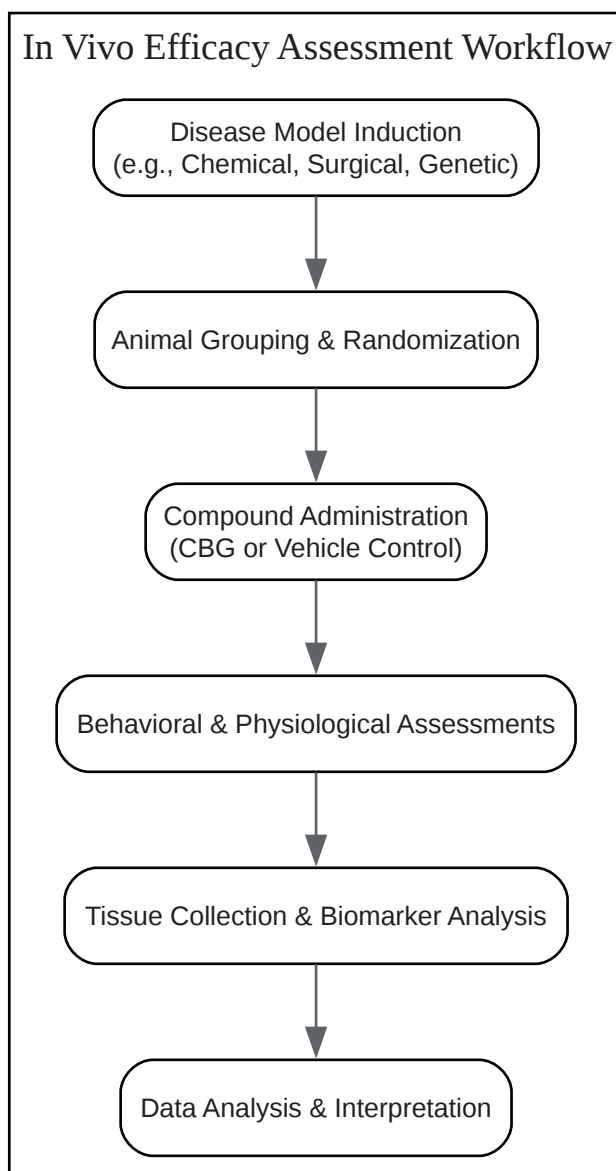 In Vivo Efficacy Assessment Workflow
Disease Model Induction
(e.g., Chemical, Surgical, Genetic)
Animal Grouping & Randomization
Compound Administration
(CBG or Vehicle Control)
Behavioral & Physiological Assessments
Tissue Collection & Biomarker Analysis
Data Analysis & Interpretation